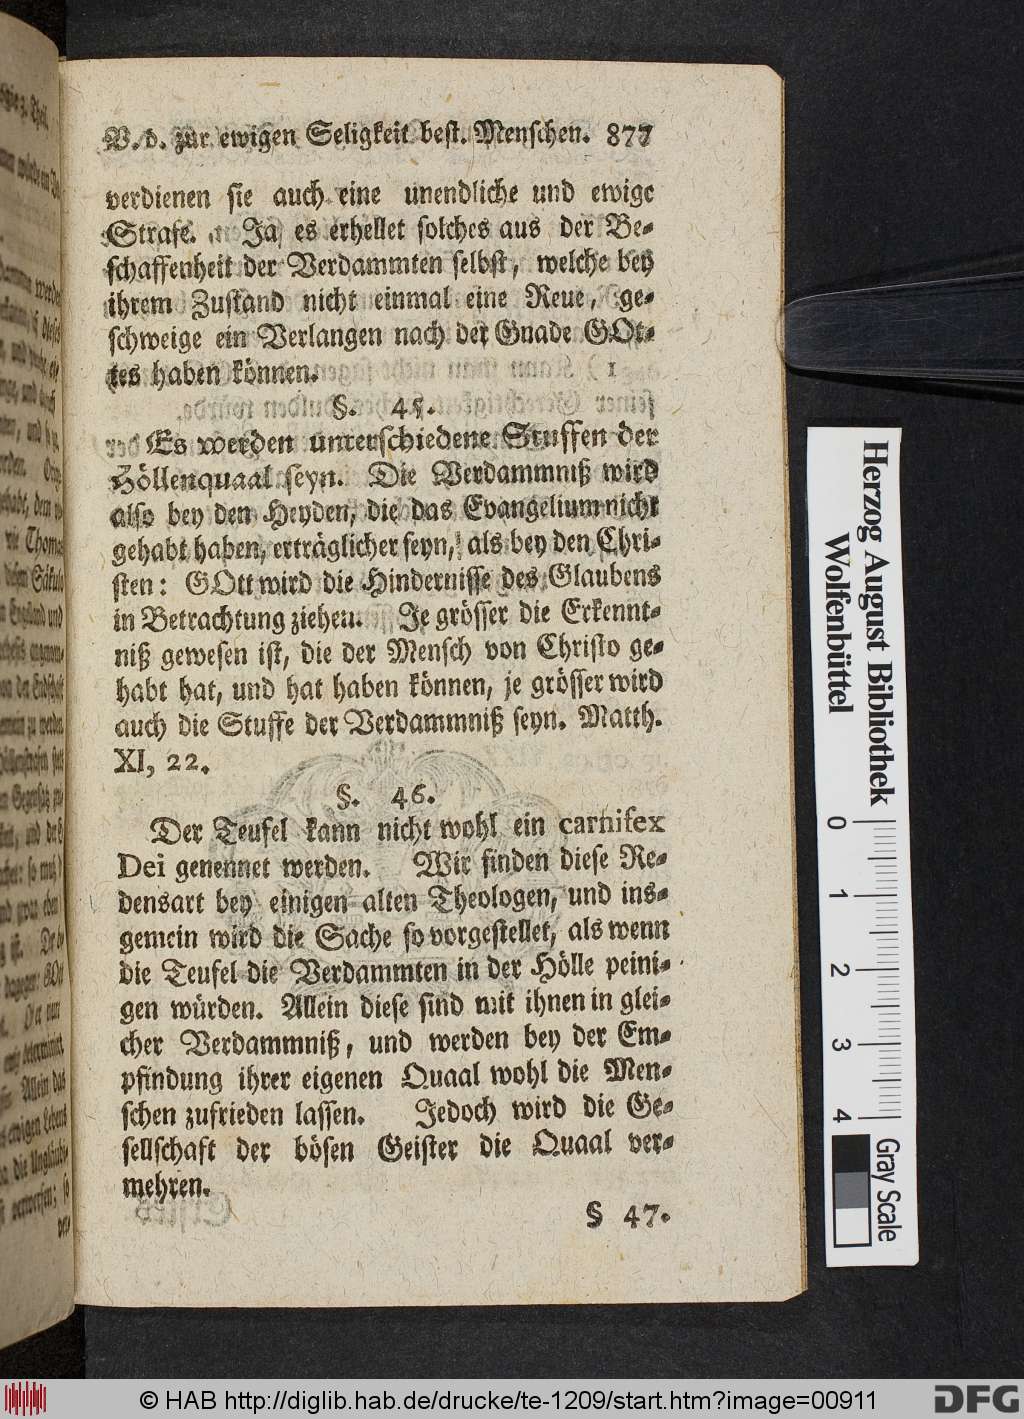 V. d. zur ewigen Seligkeit best. Menschen. 877
verdienen sie auch eine unendliche und ewige
Strafe. Ja es erhellet solches aus der Be-
schaffenheit der Verdammten selbst, welche bey
ihrem Zustand nicht einmal eine Reue, ge-
schweige ein Verlangen nach der Gnade GOt-
tes haben können.
§. 45.
Es werden unterschiedene Stuffen der
Höllenquaal seyn. Die Verdammniß wird
also bey den Heyden, die das Evangelium nicht
gehabt haben, erträglicher seyn, als bey den Chri-
sten: GOtt wird die Hindernisse des Glaubens
in Betrachtung ziehen. Je grösser die Erkennt-
niß gewesen ist, die der Mensch von Christo ge-
habt hat, und hat haben können, je grösser wird
auch die Stuffe der Verdammniß seyn. Matth.
XI, 22.
§. 46.
Der Teufel kann nicht wohl ein carnifex
Dei genennet werden. Wir finden diese Re-
densart bey einigen alten Theologen, und ins-
gemein wird die Sache so vorgestellet, als wenn
die Teufel die Verdammten in der Hölle peini-
gen würden. Allein diese sind mit ihnen in glei-
cher Verdammniß, und werden bey der Em-
pfindung ihrer eigenen Quaal wohl die Men-
schen zufrieden lassen. Jedoch wird die Ge-
sellschaft der bösen Geister die Quaal ver-
mehren.
§ 47.
Herzog August Bibliothek
Wolfenbüttel
0
1
2
3
4
Gray Scale
© HAB http://diglib.hab.de/drucke/te-1209/start.htm?image=00911
DFG